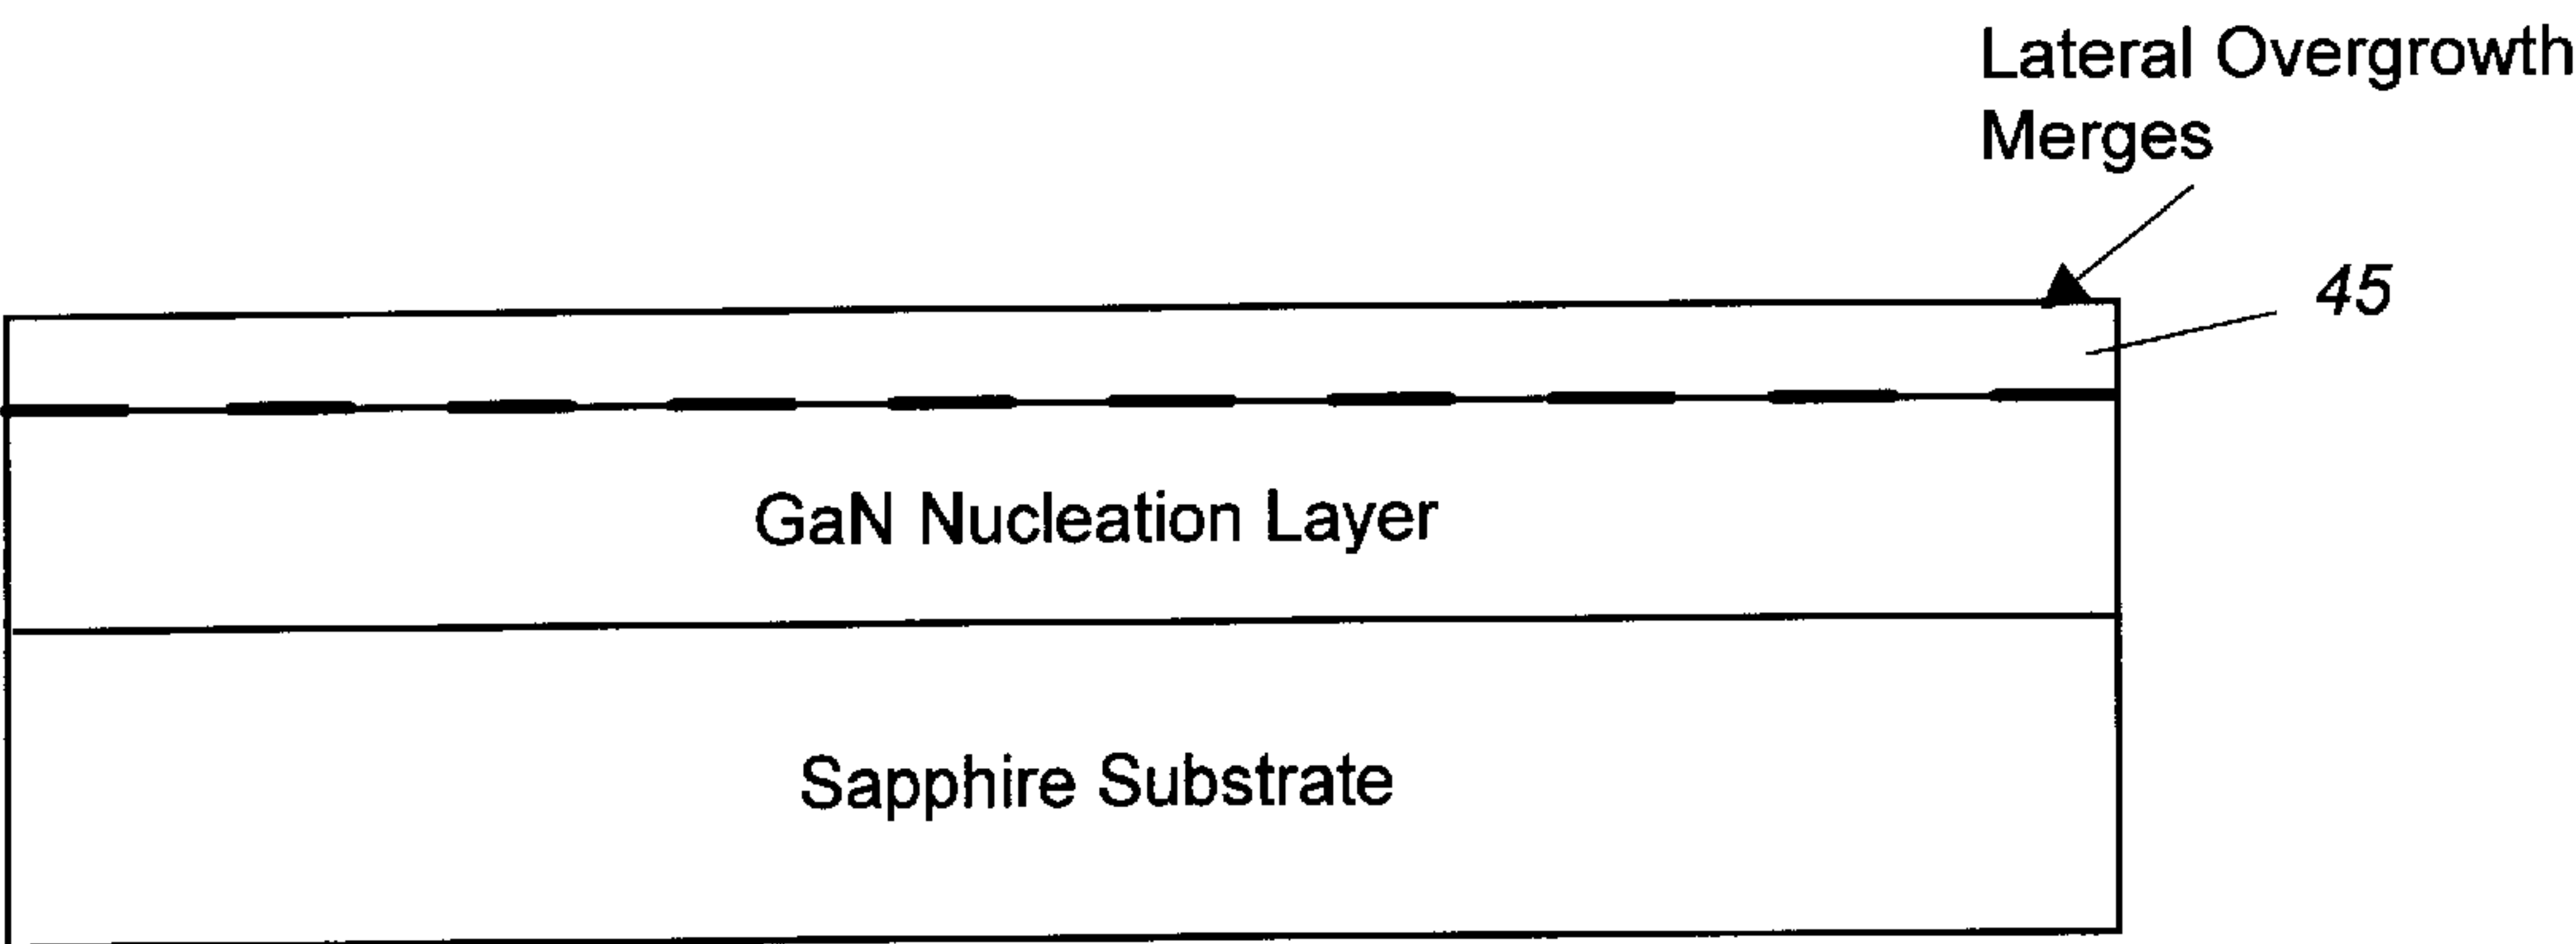 Lateral Overgrowth
Merges
45
GaN Nucleation Layer
Sapphire Substrate